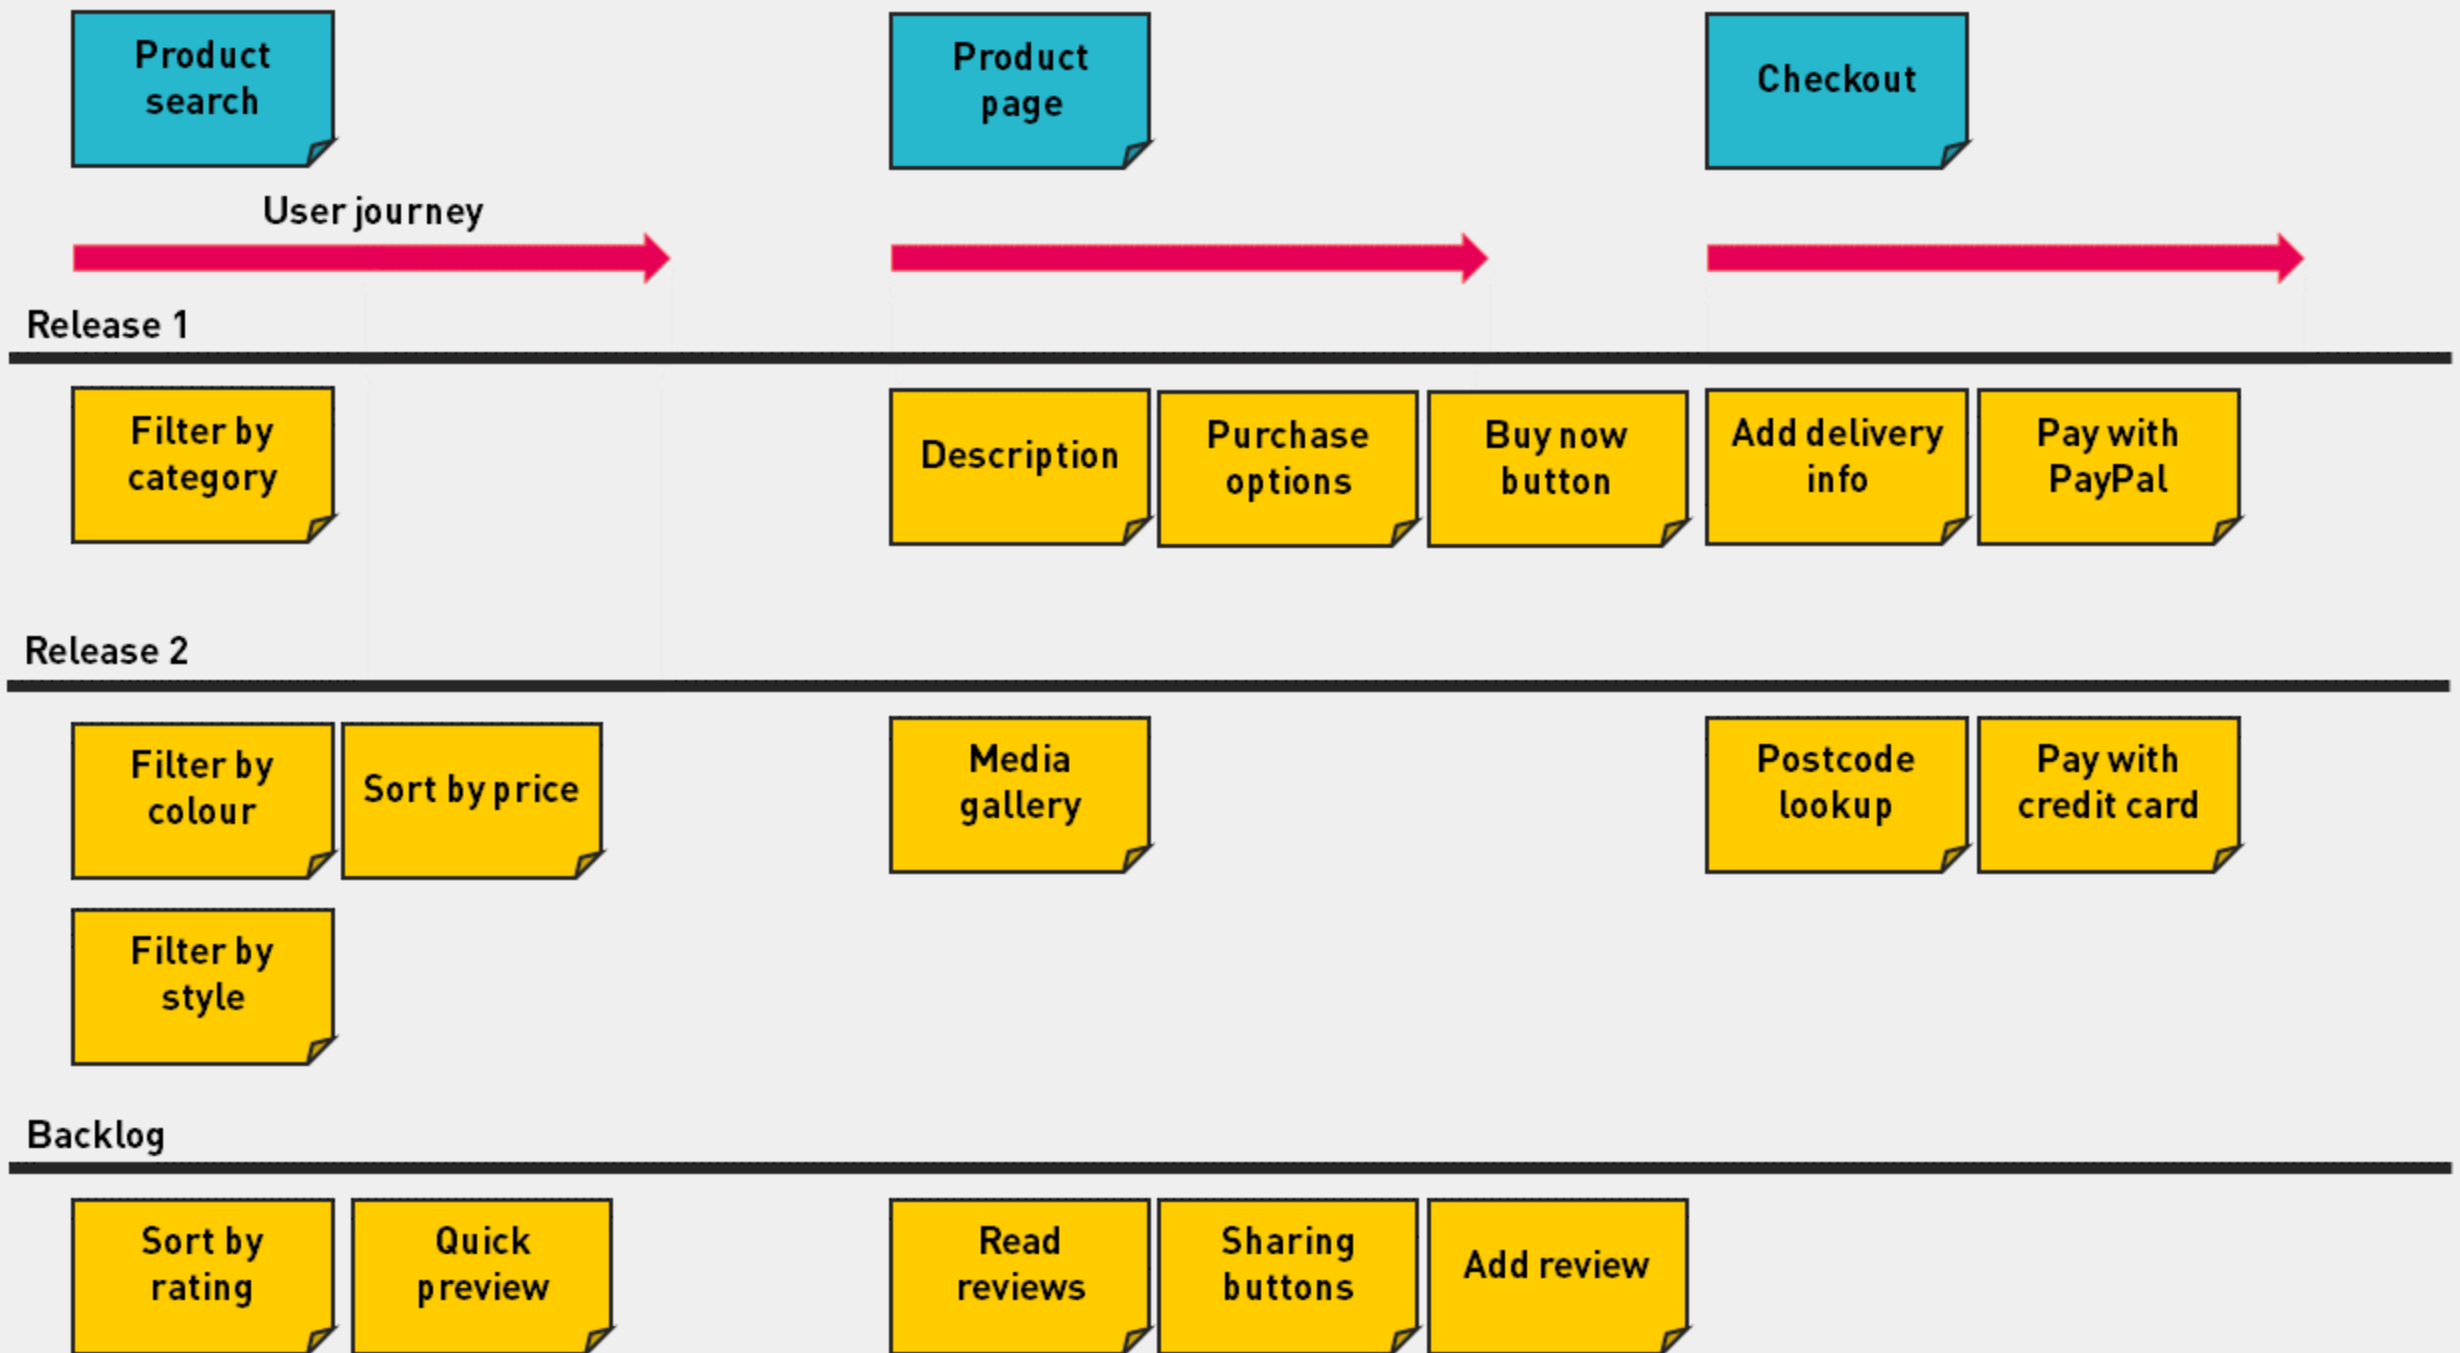 Product
search
Product
page
Checkout
User journey
Release 1
Filter by
category
Description
Purchase
options
Buy now
button
Add delivery
info
Pay with
PayPal
Release 2
Filter by
colour
Sort by price
Media
gallery
Postcode
lookup
Pay with
credit card
Filter by
style
Backlog
Sort by
rating
Quick
preview
Read
reviews
Sharing
buttons
Add review